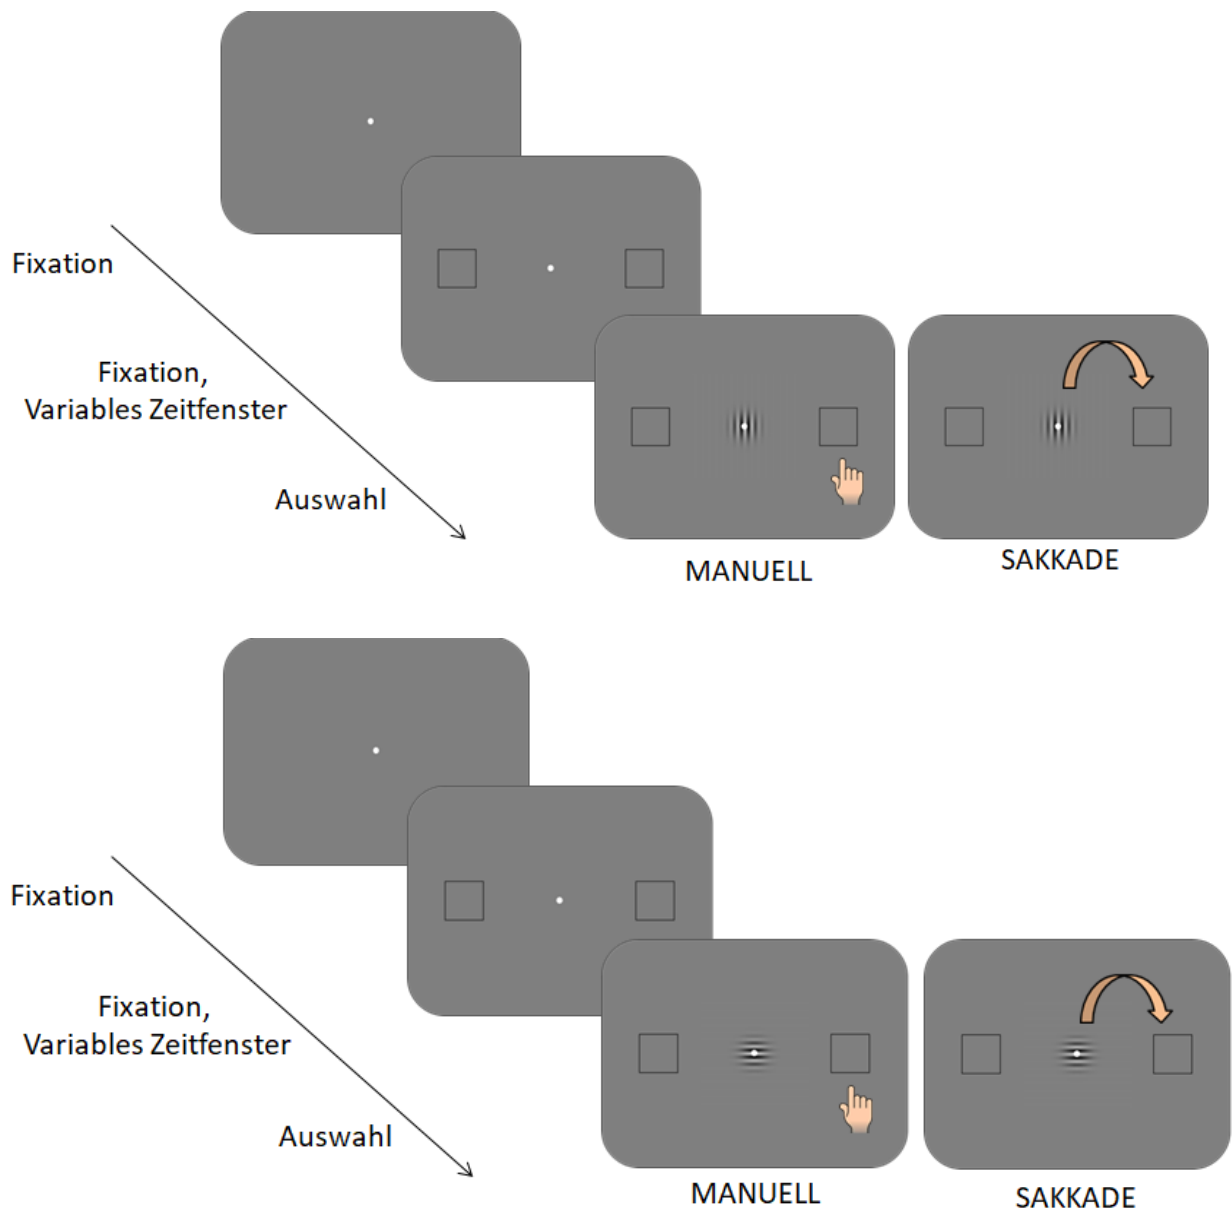 Fixation
Fixation,
Variables Zeitfenster
Auswahl
MANUELL
SAKKADE
Fixation
Fixation,
Variables Zeitfenster
Auswahl
MANUELL
SAKKADE